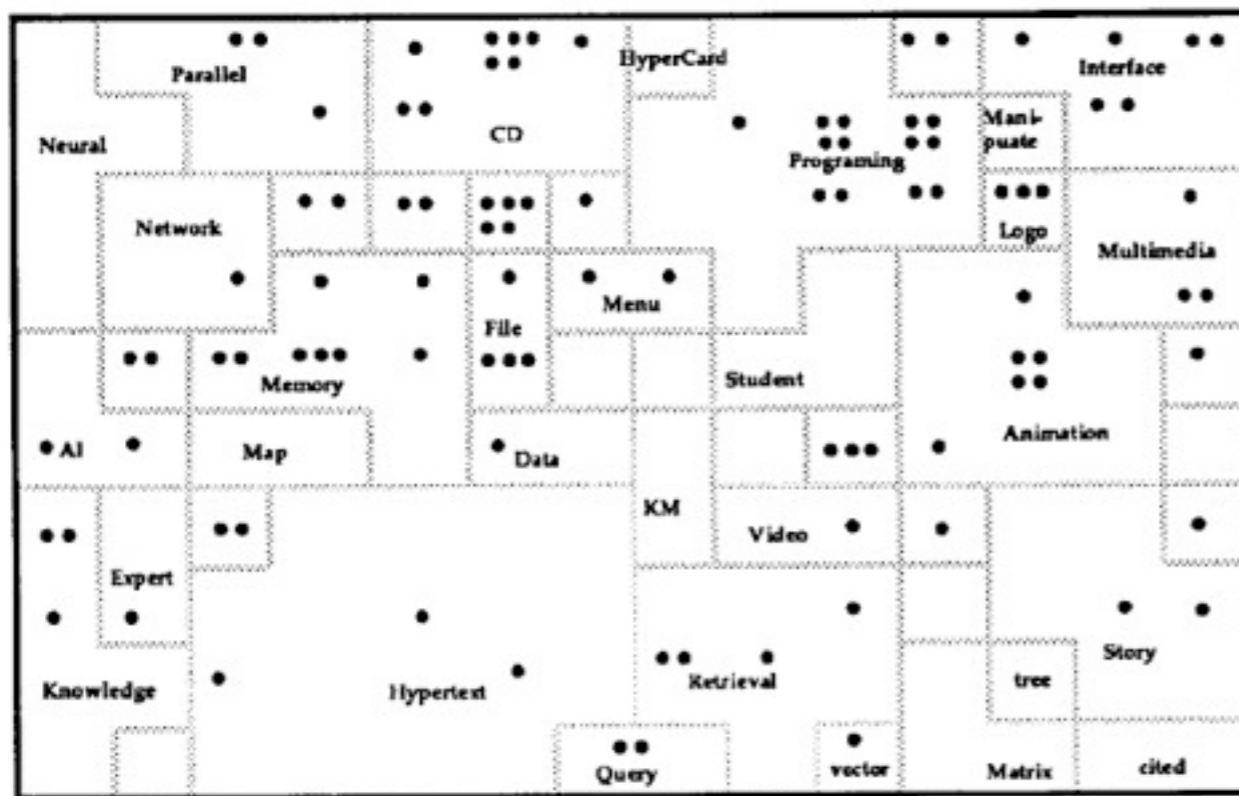 HyperCard
Parallel
Interface
CD
Mani-
puate
Neural
Programing
Network
Logo
Multimedia
Menu
File
Memory
Student
AI
Map
Data
Animation
KM
Video
Expert
Story
Knowledge
Hypertext
Retrieval
tree
Query
vector
Matrix
cited